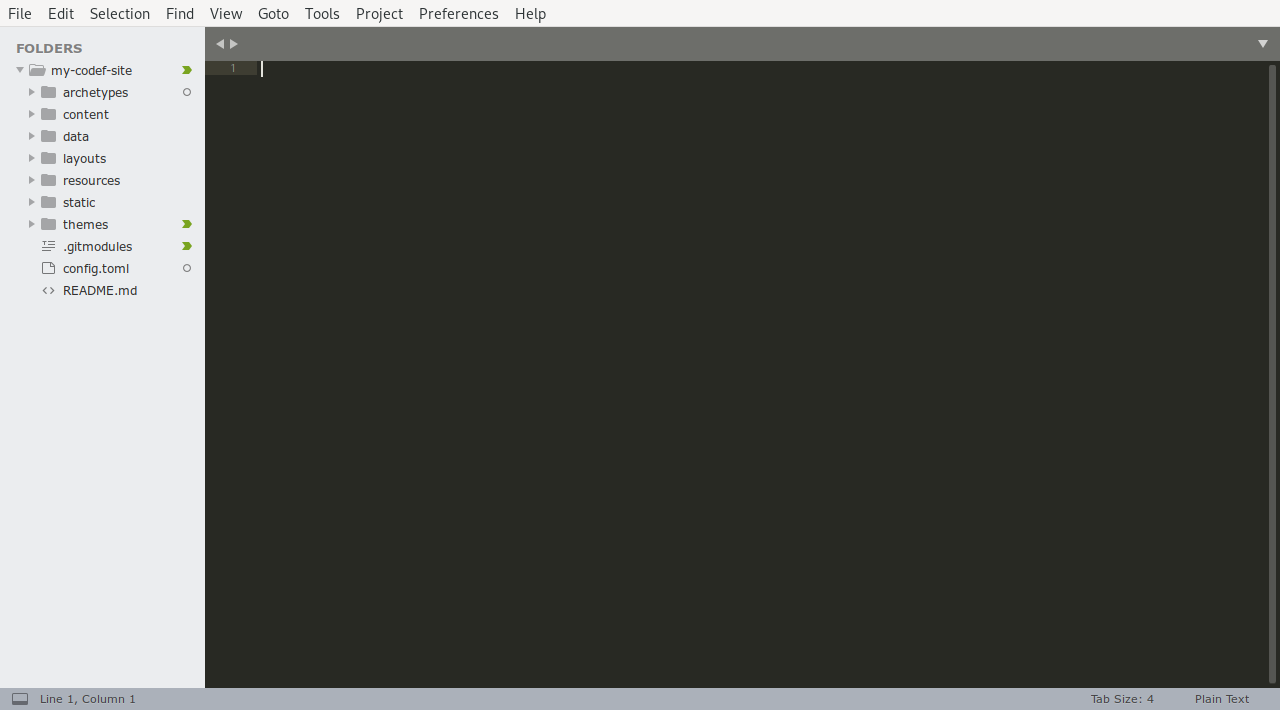 File Edit Selection Find View Goto Tools Project Preferences Help
FOLDERS
my-codef-site
archetypes
content
data
layouts
resources
static
themes
.gitmodules
config.toml
README.md
1
Line 1, Column 1
Tab Size: 4
Plain Text